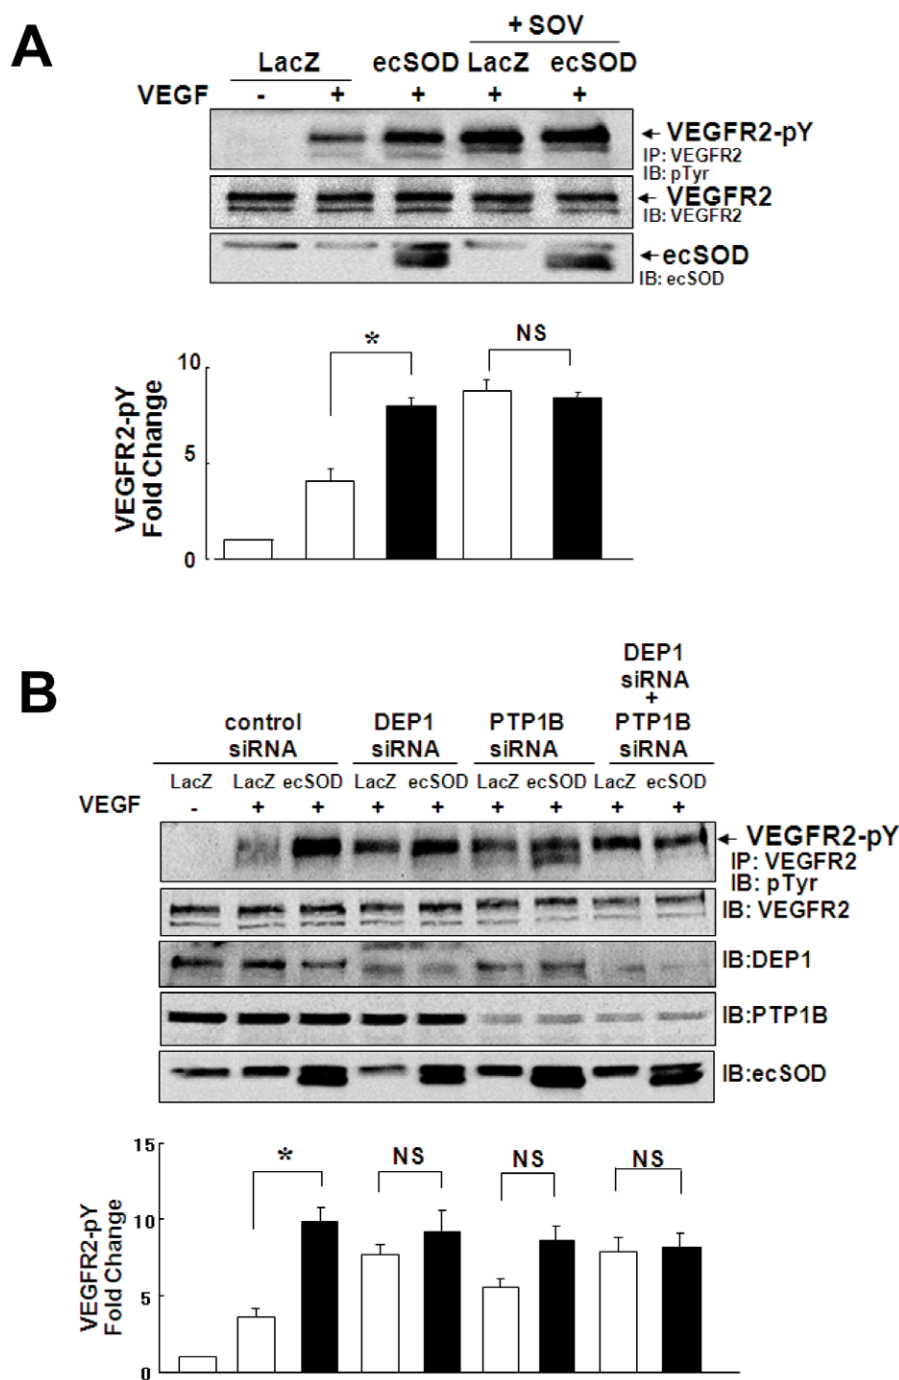 A
+ SOV
LacZ ecSOD LacZ ecSOD
VEGF - + + + +
VEGFR2-pY
IP: VEGFR2
IB: pTyr
VEGFR2
IB: VEGFR2
ecSOD
IB: ecSOD
* NS
10
5
0
VEGFR2-pY
Fold Change
B
DEP1
siRNA
+
control DEP1 PTP1B PTP1B
siRNA siRNA siRNA siRNA
LacZ LacZ ecSOD LacZ ecSOD LacZ ecSOD LacZ ecSOD
VEGF - + + + + + + + +
VEGFR2-pY
IP: VEGFR2
IB: pTyr
IB: VEGFR2
IB:DEP1
IB:PTP1B
IB:ecSOD
* NS NS NS
15
10
5
0
VEGFR2-pY
Fold Change